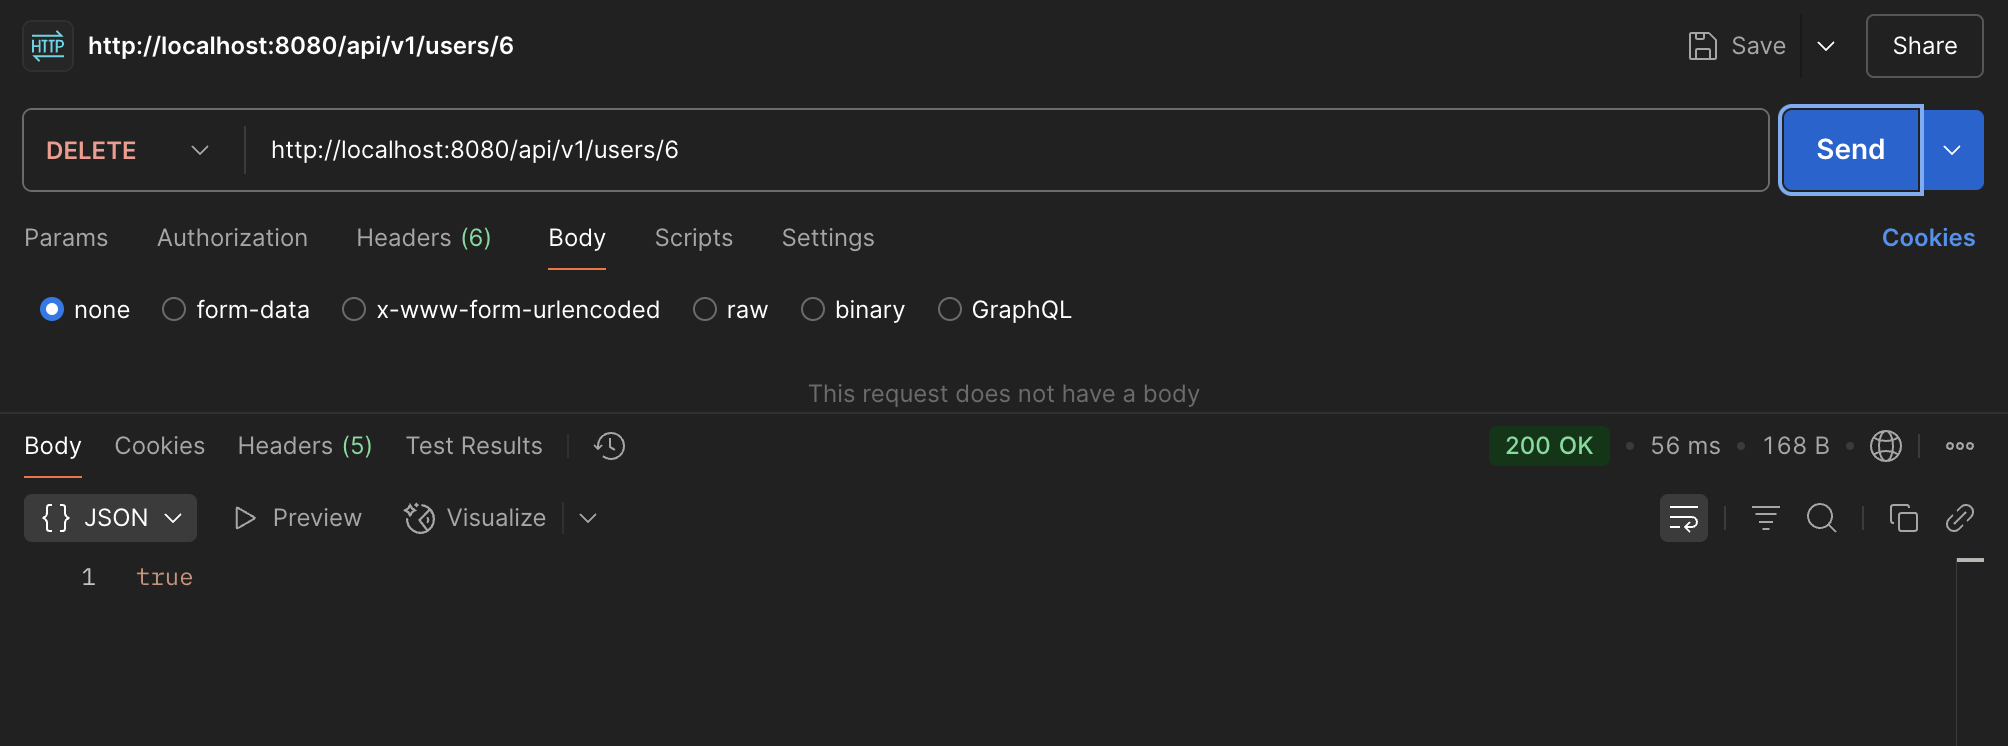 HTTP http://localhost:8080/api/v1/users/6 Save Share
DELETE http://localhost:8080/api/v1/users/6 Send
Params Authorization Headers (6) Body Scripts Settings Cookies
none form-data x-www-form-urlencoded raw binary GraphQL
This request does not have a body
Body Cookies Headers (5) Test Results 200 OK • 56 ms • 168 B •
{} JSON Preview Visualize
1 true